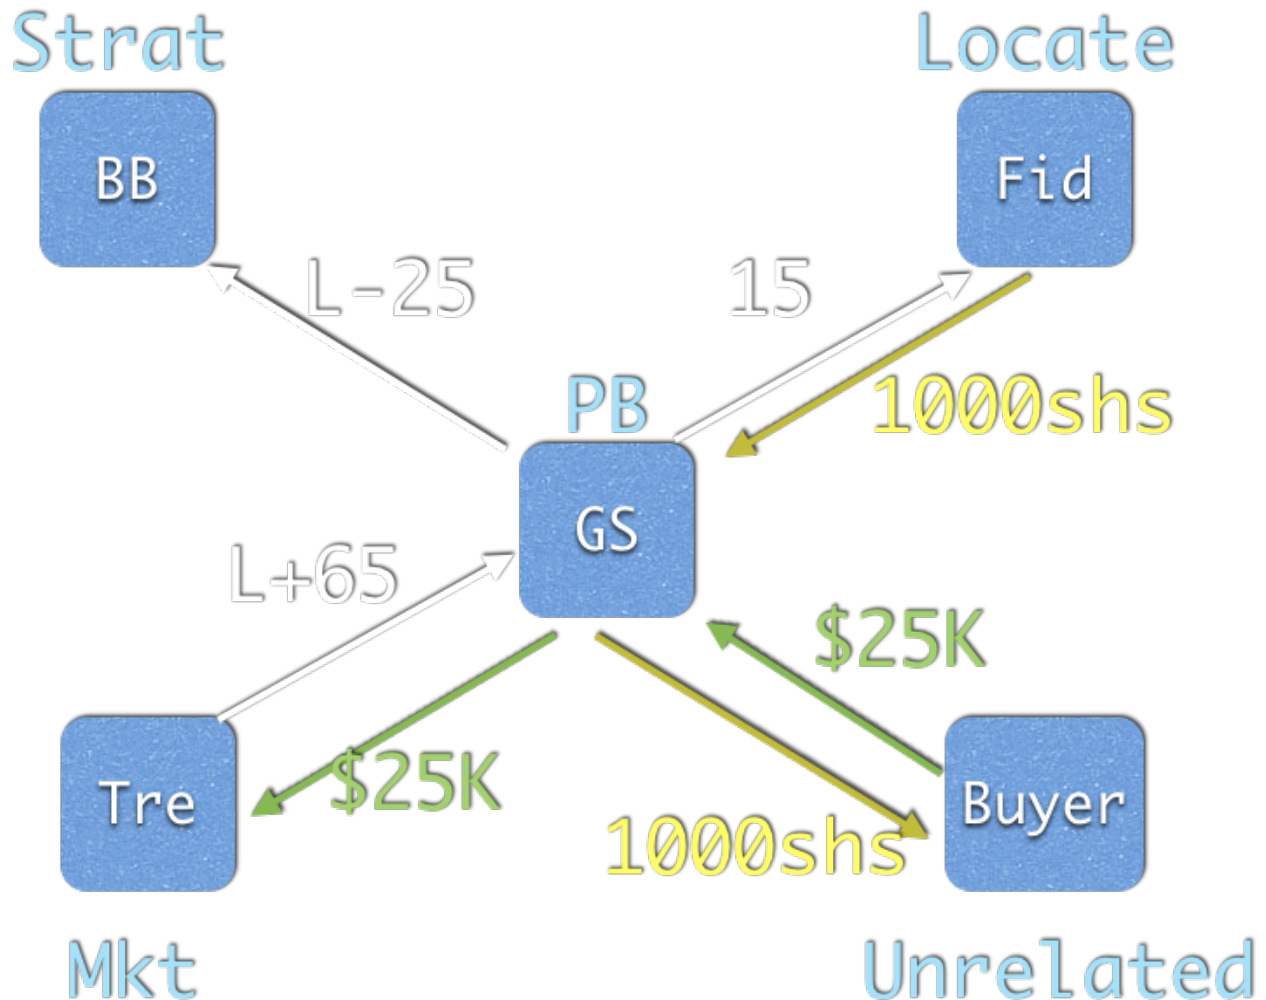 Strat
Locate
BB
Fid
L-25
15
PB
1000shs
GS
L+65
$25K
$25K
Tre
Buyer
1000shs
Mkt
Unrelated